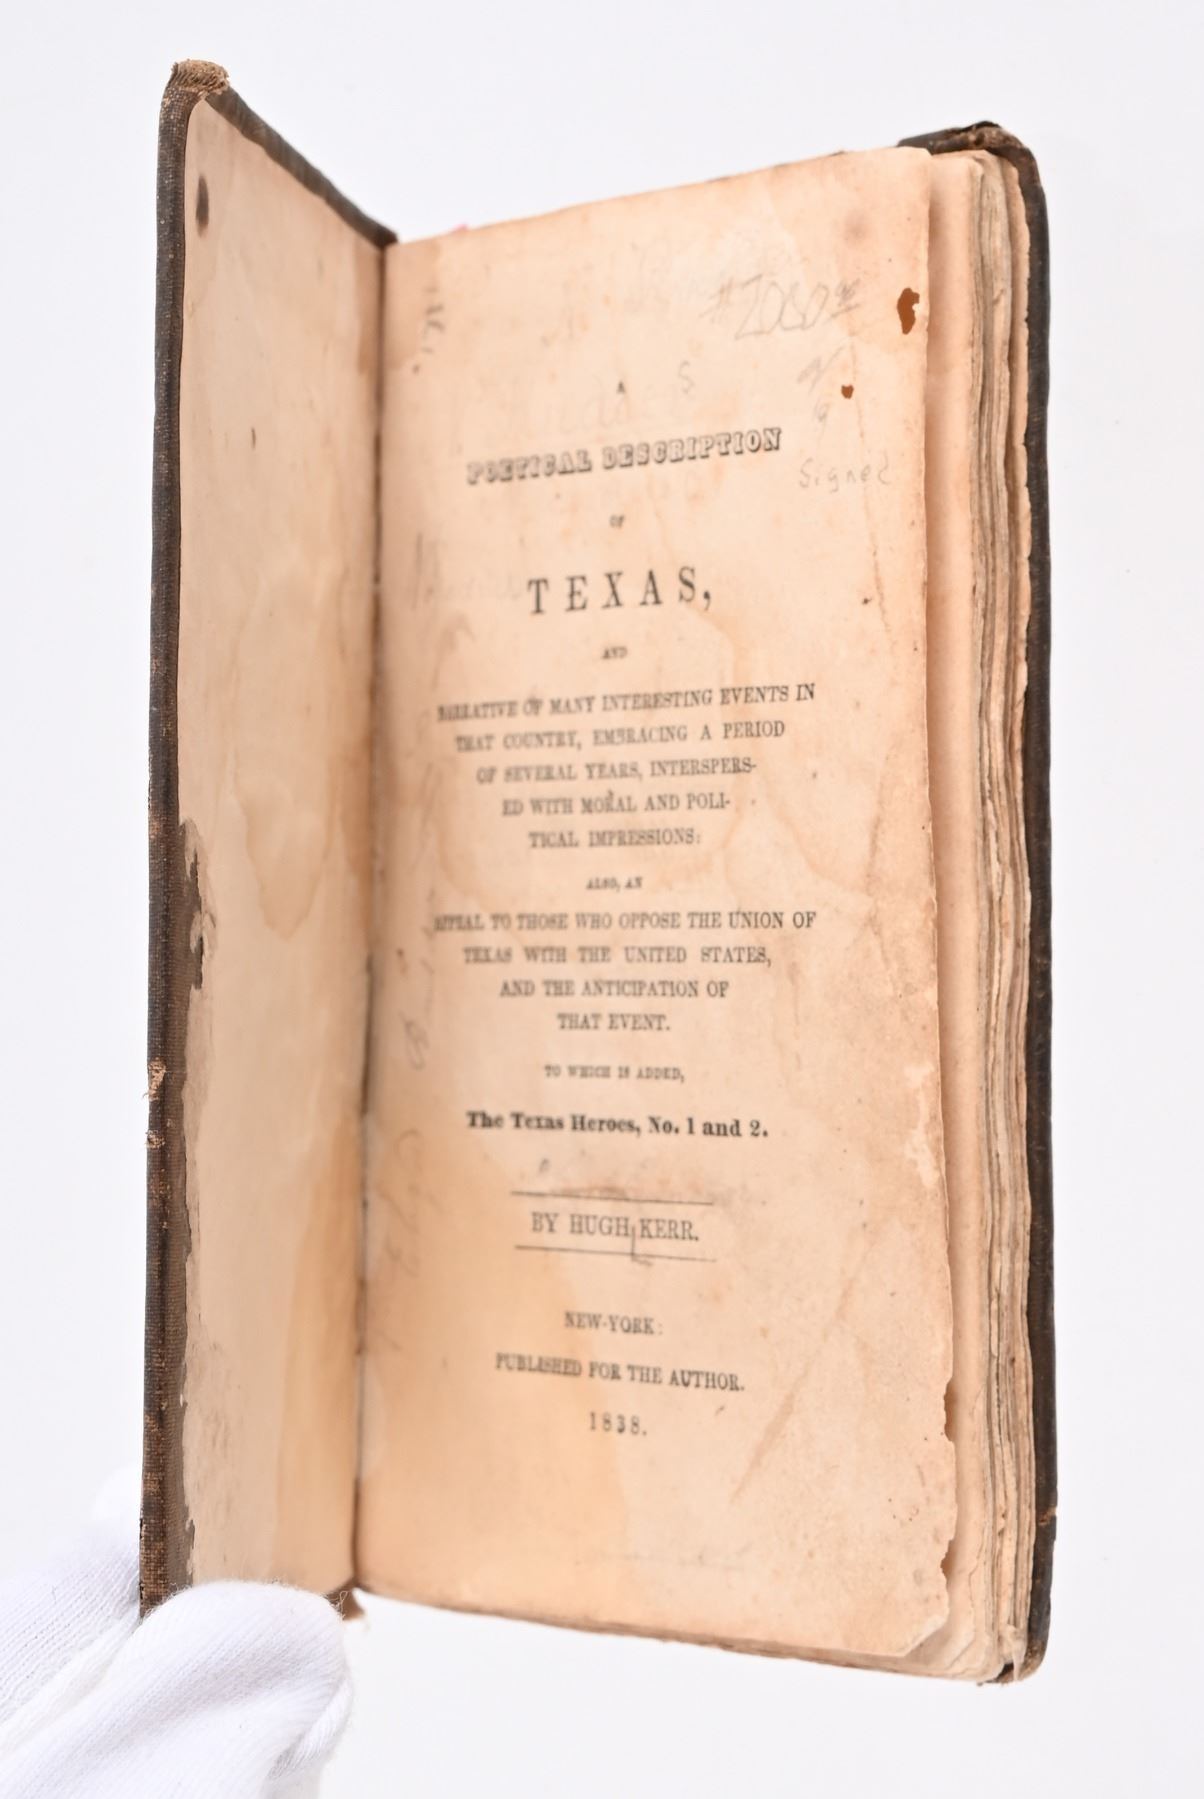 #2080
S
A
POETICAL DESCRIPTION
Signed
OF
TEXAS,
AND
NARRATIVE OF MANY INTERESTING EVENTS IN
THAT COUNTRY, EMBRACING A PERIOD
OF SEVERAL YEARS, INTERSPERS-
ED WITH MORAL AND POLI-
TICAL IMPRESSIONS:
ALSO, AN
APPEAL TO THOSE WHO OPPOSE THE UNION OF
TEXAS WITH THE UNITED STATES,
AND THE ANTICIPATION OF
THAT EVENT.
TO WHICH IS ADDED,
The Texas Heroes, No. 1 and 2.
BY HUGH KERR.
NEW-YORK:
PUBLISHED FOR THE AUTHOR.
1838.